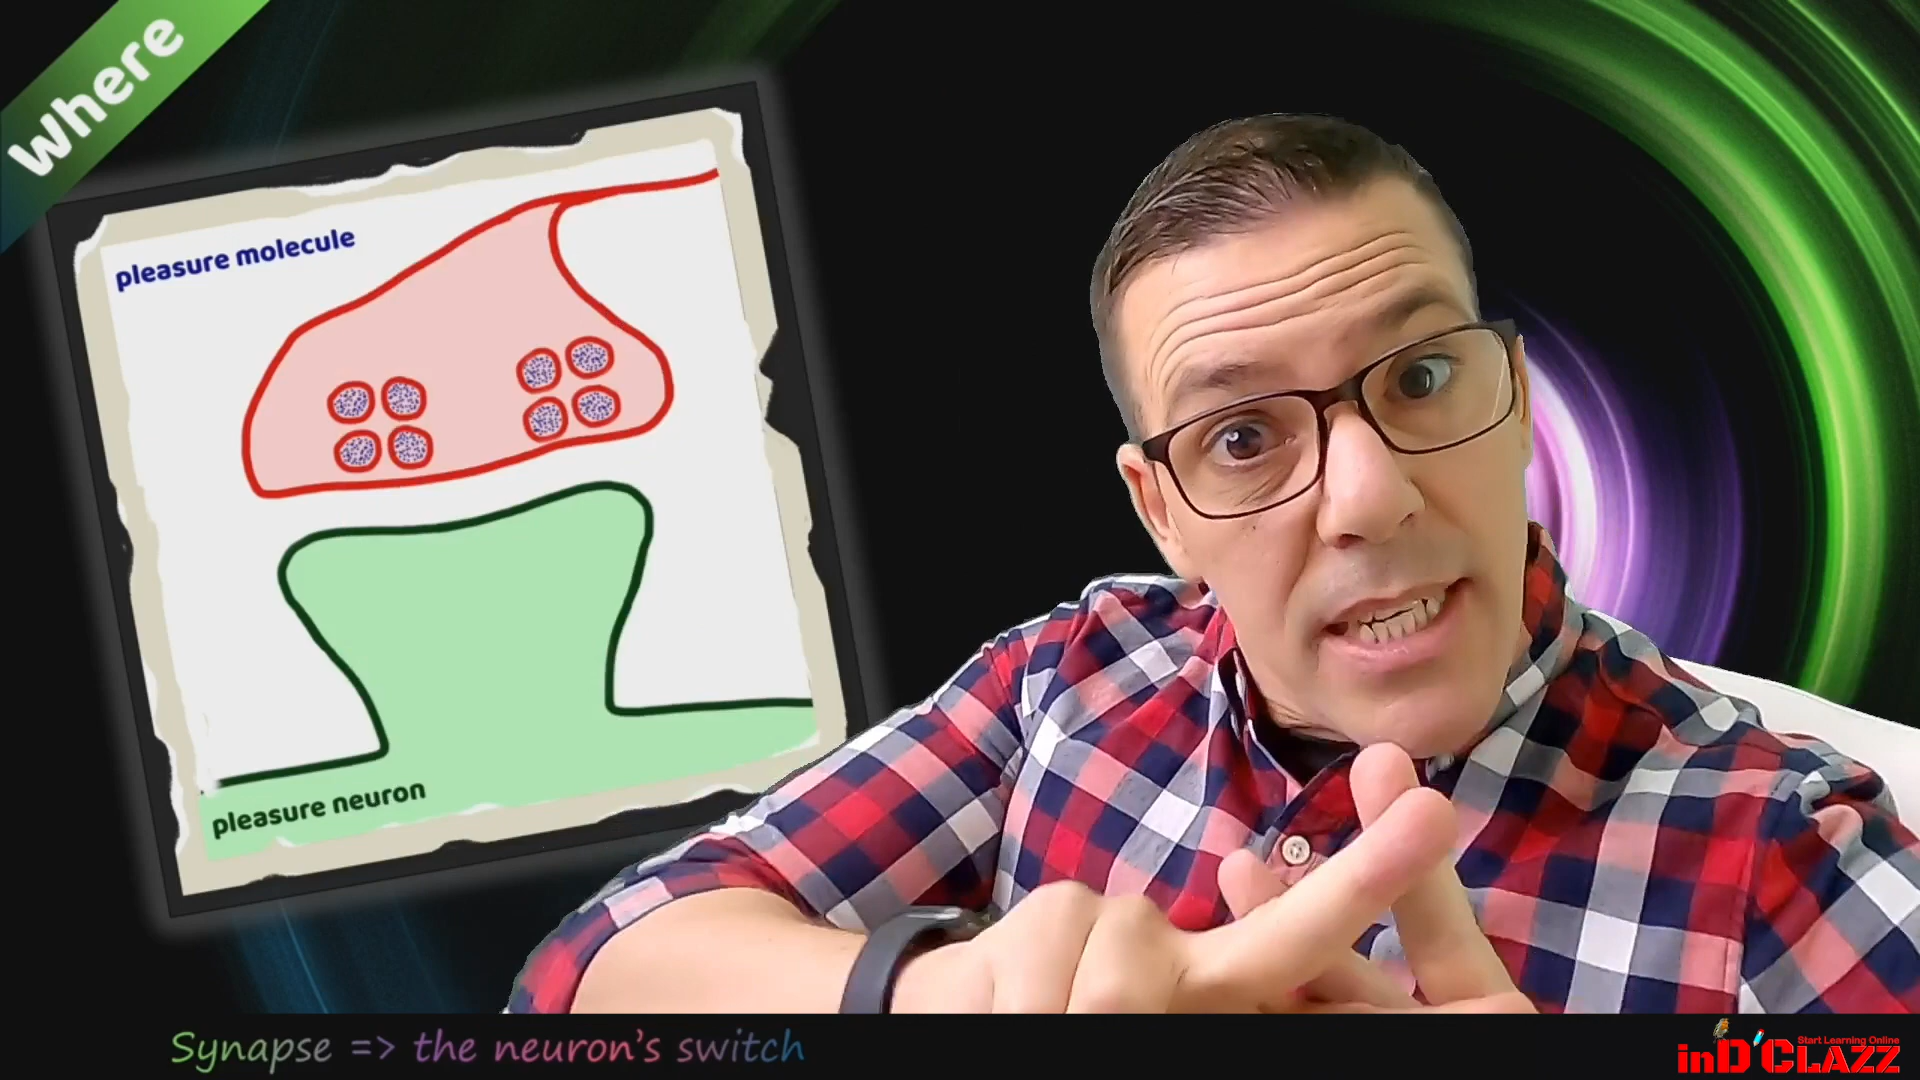 Where
pleasure molecule
pleasure neuron
Synapse => the neuron's switch
Start Learning Online
inD'CLAZZ